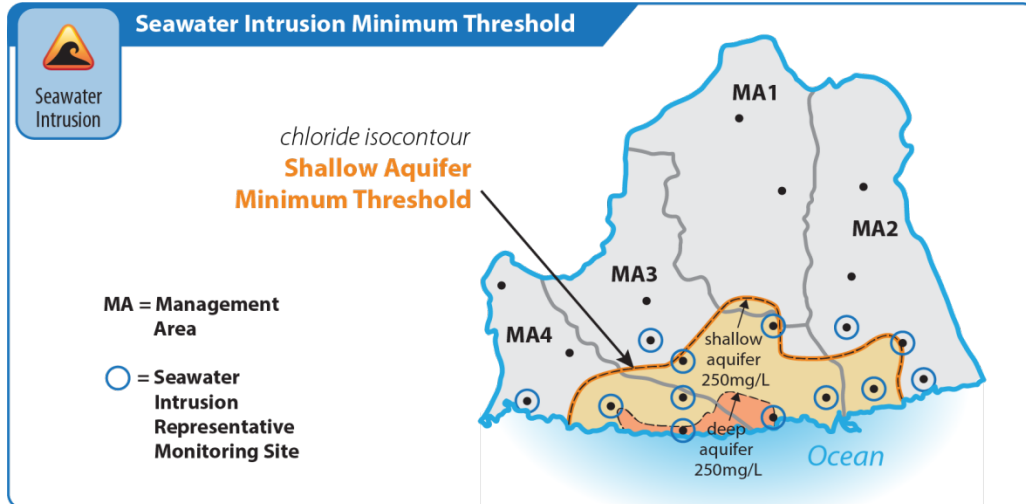 Seawater Intrusion Minimum Threshold
Seawater
Intrusion
chloride isocontour
Shallow Aquifer
Minimum Threshold
MA = Management
Area
= Seawater
Intrusion
Representative
Monitoring Site
MA1
MA2
MA3
MA4
shallow
aquifer
250mg/L
deep
aquifer
250mg/L
Ocean